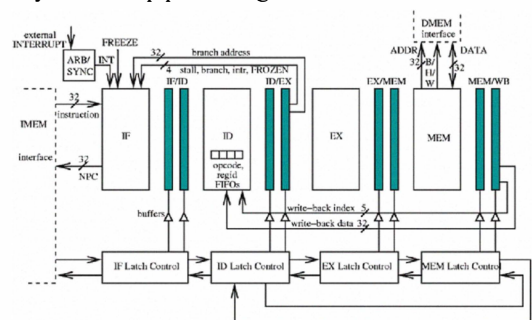 DMEM
interface
external
INTERRUPT
FREEZE
ARB/
SYNC
INT
32
branch address
4
stall, branch, intr, FROZEN
ADDR
32
B/
H/
W
DATA
32
IF/ID
ID/EX
EX/MEM
MEM/WB
IMEM
interface
32
instruction
32
NPC
IF
ID
opcode,
regid
FIFOs
EX
MEM
buffers
write-back index
5
write-back data
32
IF Latch Control
ID Latch Control
EX Latch Control
MEM Latch Control